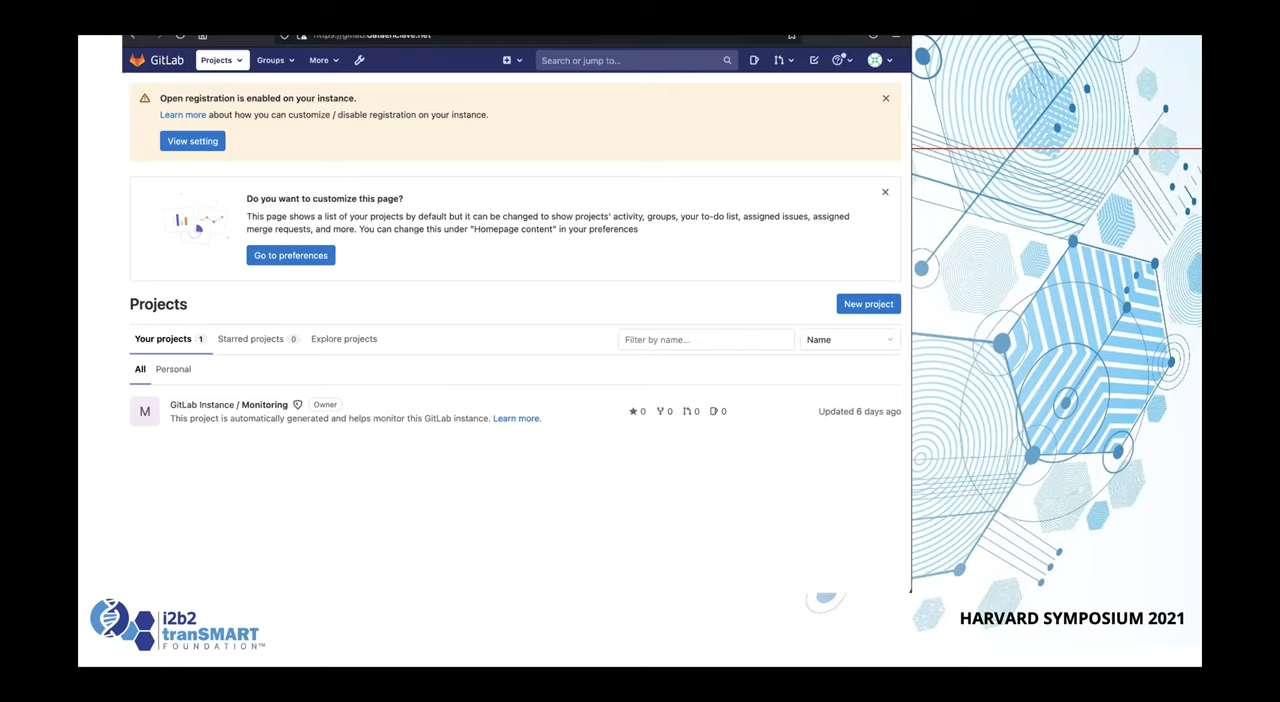 https://gitlab.dataenclave.net
GitLab Projects Groups More Search or jump to...
Open registration is enabled on your instance.
Learn more about how you can customize / disable registration on your instance.
View setting
Do you want to customize this page?
This page shows a list of your projects by default but it can be changed to show projects' activity, groups, your to-do list, assigned issues, assigned
merge requests, and more. You can change this under "Homepage content" in your preferences
Go to preferences
Projects New project
Your projects 1 Starred projects 0 Explore projects Filter by name... Name
All Personal
M GitLab Instance / Monitoring Owner
This project is automatically generated and helps monitor this GitLab instance. Learn more.
0 0 0 0 Updated 6 days ago
i2b2
tranSMART
FOUNDATION™
HARVARD SYMPOSIUM 2021